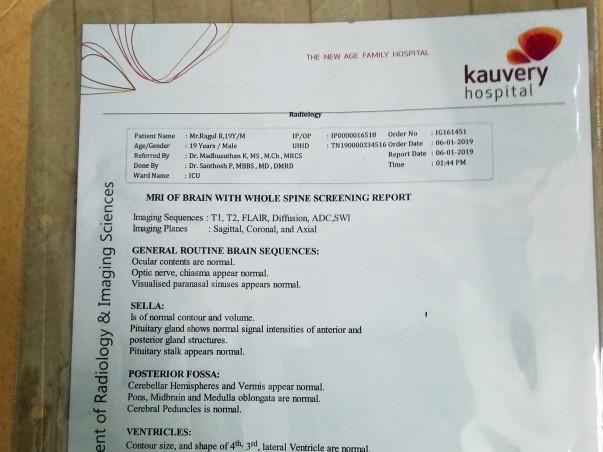 THE NEW AGE FAMILY HOSPITAL
kauvery
hospital
Radiology
Patient Name : Mr.Ragul R,19Y/M IP/OP : IP0000016518 Order No : IG161451
Age/Gender : 19 Years / Male UHID : TN190000334516 Order Date : 06-01-2019
Referred By : Dr. Madhusuthan K, MS , M.Ch , MRCS Report Date : 06-01-2019
Done By : Dr. Santhosh P, MBBS , MD , DMRD Time : 01:44 PM
Ward Name : ICU
MRI OF BRAIN WITH WHOLE SPINE SCREENING REPORT
Imaging Sequences : T1, T2, FLAIR, Diffusion, ADC,SWI
Imaging Planes : Sagittal, Coronal, and Axial
GENERAL ROUTINE BRAIN SEQUENCES:
Ocular contents are normal.
Optic nerve, chiasma appear normal.
Visualised paranasal sinuses appears normal.
SELLA:
Is of normal contour and volume.
Pituitary gland shows normal signal intensities of anterior and
posterior gland structures.
Pituitary stalk appears normal.
POSTERIOR FOSSA:
Cerebellar Hemispheres and Vermis appear normal.
Pons, Midbrain and Medulla oblongata are normal.
Cerebral Peduncles is normal.
VENTRICLES:
Contour size, and shape of 4th, 3rd, lateral Ventricle are normal.
ent of Radiology & Imaging Sciences